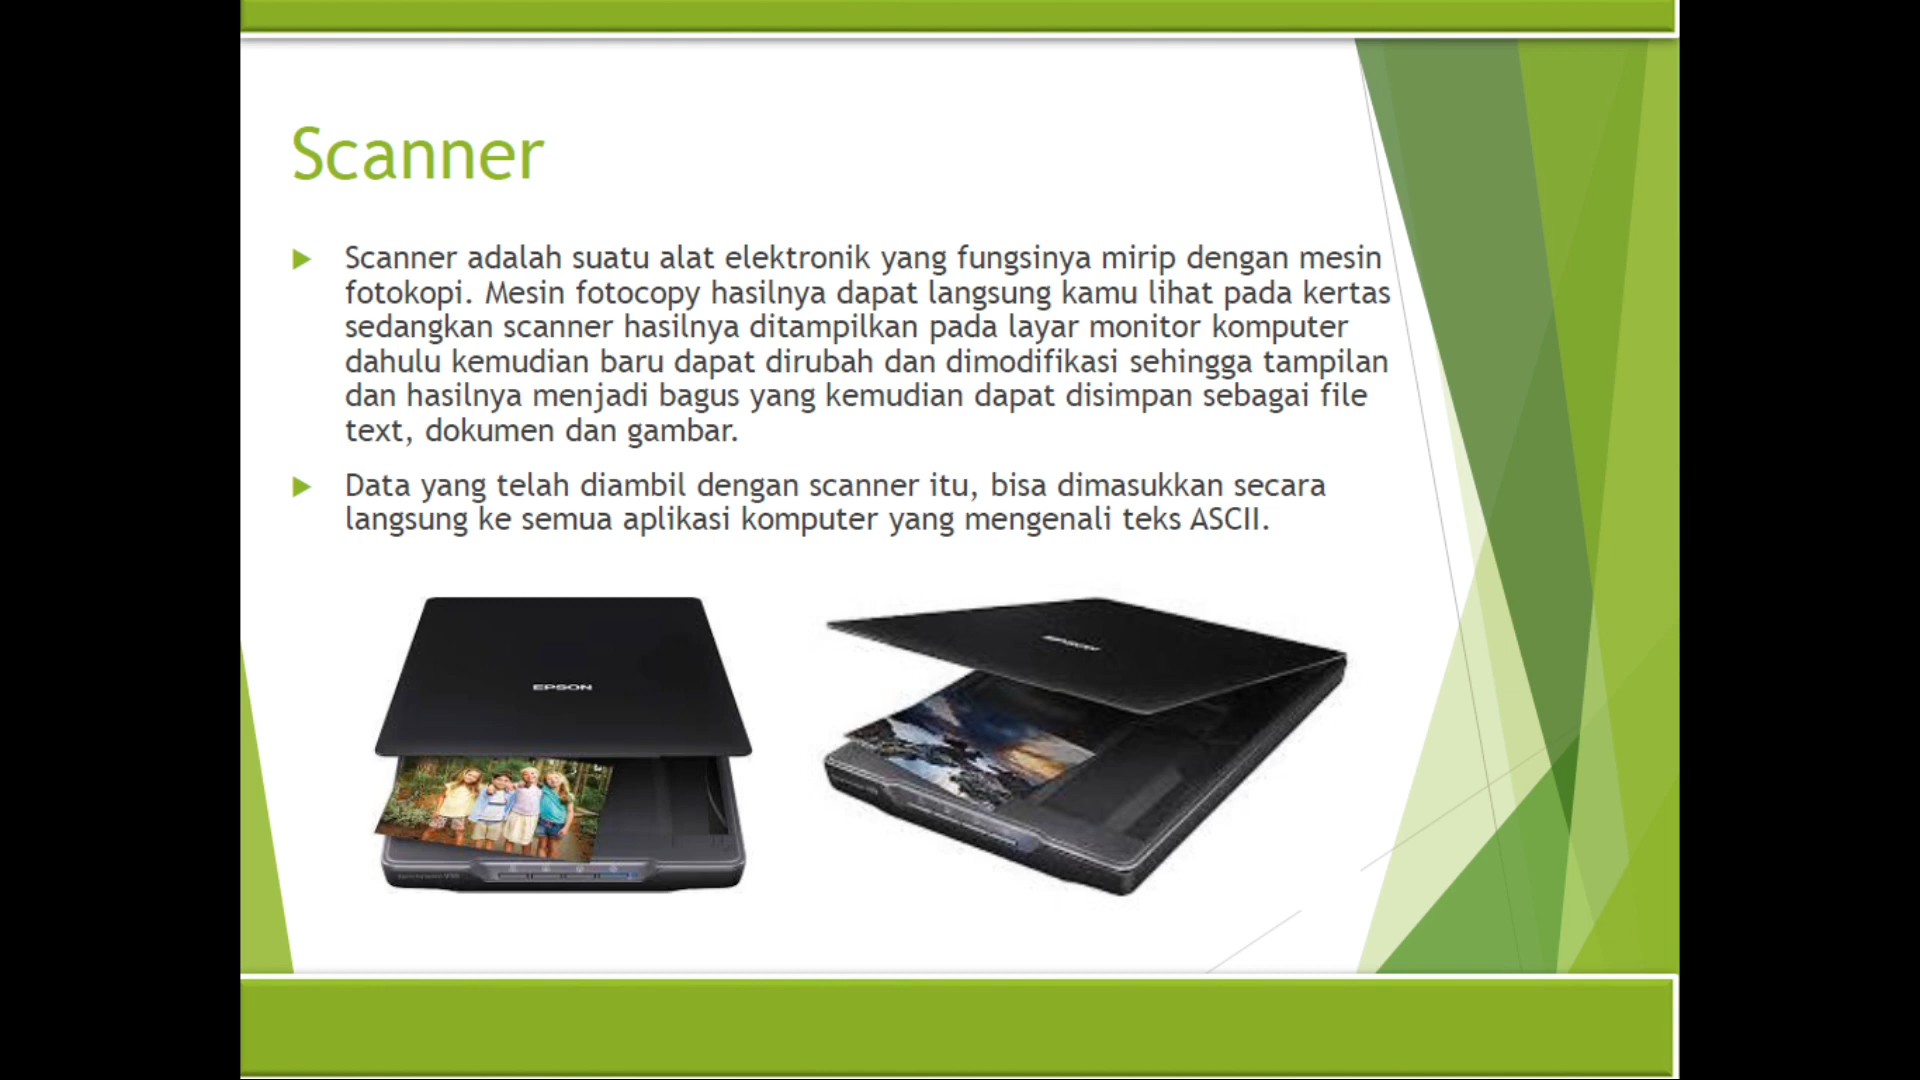 Scanner
Scanner adalah suatu alat elektronik yang fungsinya mirip dengan mesin
fotokopi. Mesin fotocopy hasilnya dapat langsung kamu lihat pada kertas
sedangkan scanner hasilnya ditampilkan pada layar monitor komputer
dahulu kemudian baru dapat dirubah dan dimodifikasi sehingga tampilan
dan hasilnya menjadi bagus yang kemudian dapat disimpan sebagai file
text, dokumen dan gambar.
Data yang telah diambil dengan scanner itu, bisa dimasukkan secara
langsung ke semua aplikasi komputer yang mengenali teks ASCII.
EPSON
EPSON